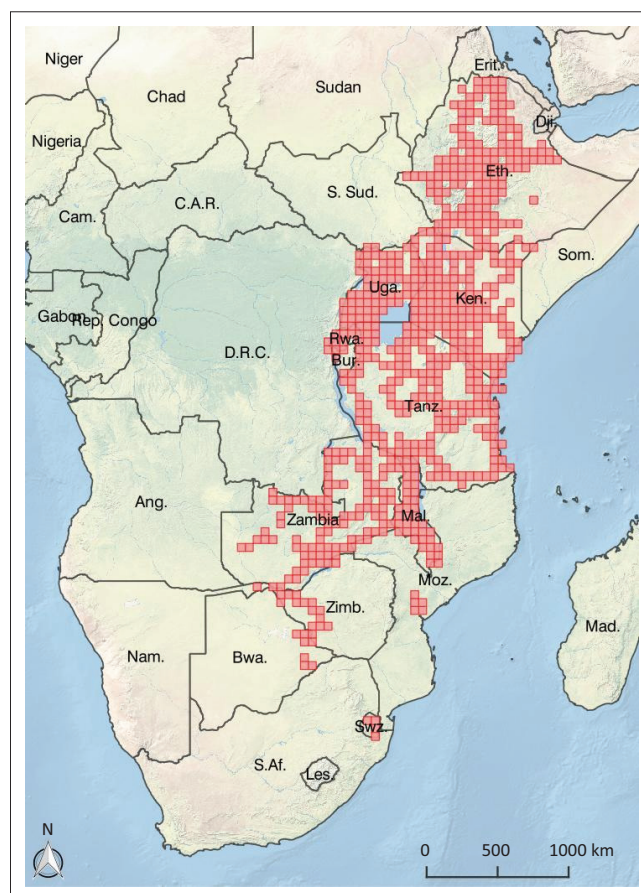 Erit.
Niger
Chad
Sudan
Dji.
Nigeria
Eth.
S. Sud.
C.A.R.
Cam.
Som.
Uga.
Ken.
Gabon
Rep. Congo
Rwa.
D.R.C.
Bur.
Tanz.
Ang.
Zambia
Mal.
Moz.
Zimb.
Mad.
Nam.
Bwa.
Swz.
S.Af.
Les.
N
0 500 1000 km